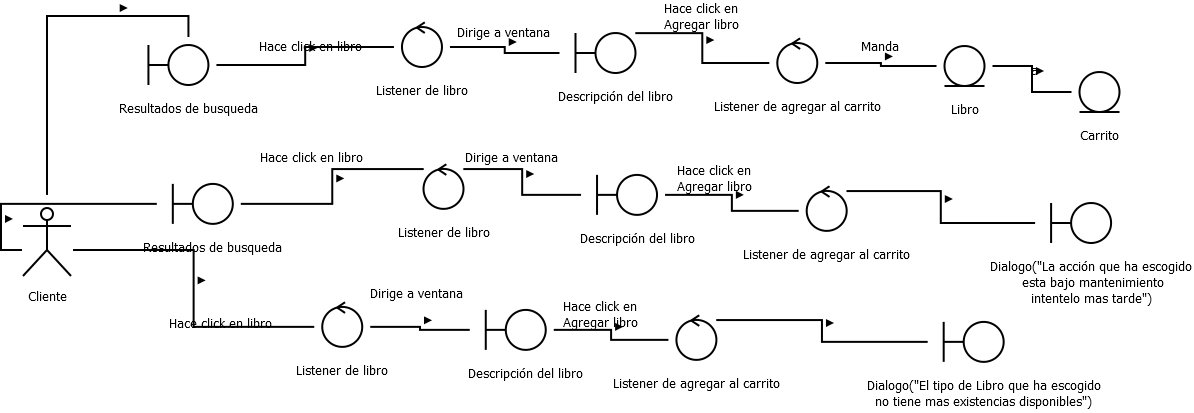 Hace click en
Agregar libro
Hace click en libro
Dirige a ventana
Manda
a
Resultados de busqueda
Listener de libro
Descripción del libro
Listener de agregar al carrito
Libro
Carrito
Hace click en libro
Dirige a ventana
Hace click en
Agregar libro
Resultados de busqueda
Listener de libro
Descripción del libro
Listener de agregar al carrito
Dialogo("La acción que ha escogido
esta bajo mantenimiento
intentelo mas tarde")
Cliente
Hace click en libro
Dirige a ventana
Hace click en
Agregar libro
Listener de libro
Descripción del libro
Listener de agregar al carrito
Dialogo("El tipo de Libro que ha escogido
no tiene mas existencias disponibles")